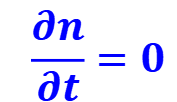 ∂n/∂t = 0